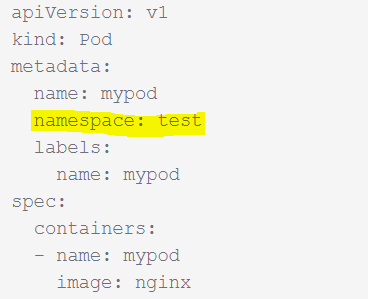 apiVersion: v1
kind: Pod
metadata:
  name: mypod
  namespace: test
  labels:
    name: mypod
spec:
  containers:
  - name: mypod
    image: nginx